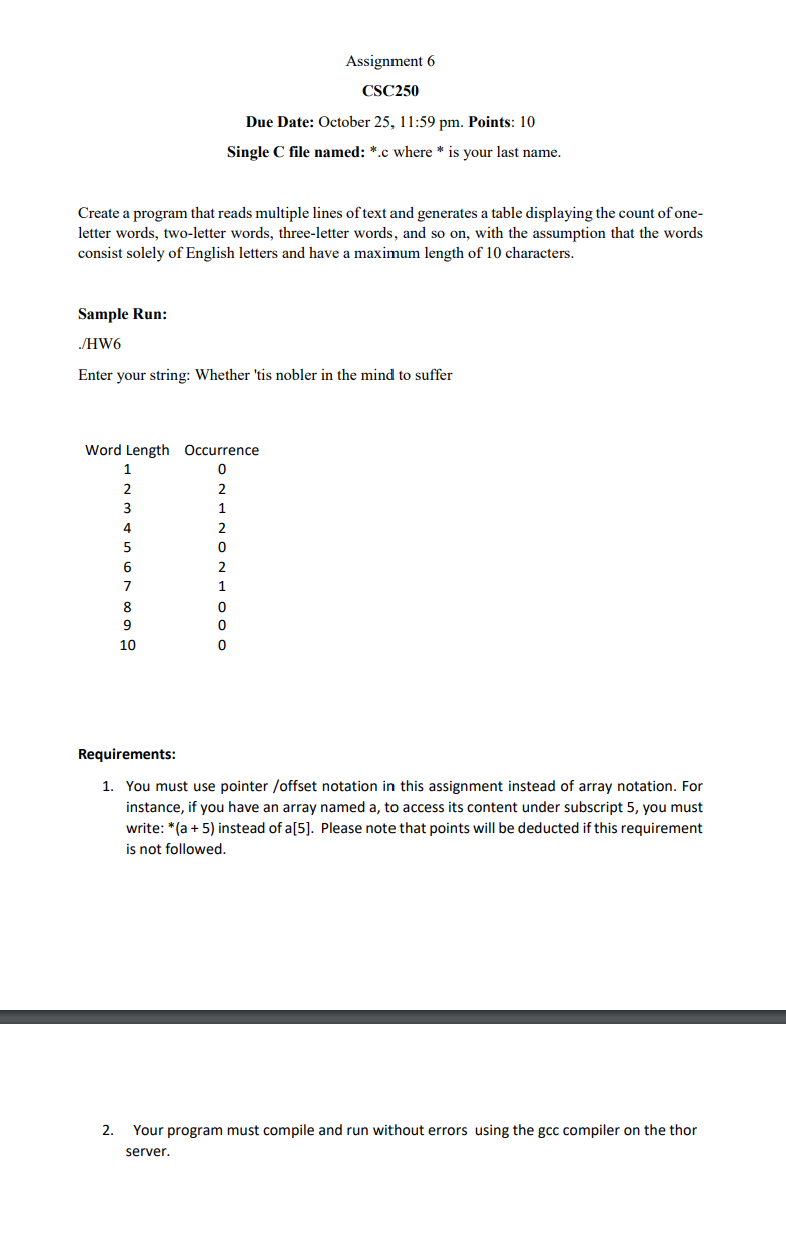 Assignment 6
CSC250
Due Date: October 25, 11:59 pm. Points: 10
Single C file named: *.c where * is your last name.
Create a program that reads multiple lines of text and generates a table displaying the count of one-
letter words, two-letter words, three-letter words, and so on, with the assumption that the words
consist solely of English letters and have a maximum length of 10 characters.
Sample Run:
./HW6
Enter your string: Whether 'tis nobler in the mind to suffer
Word Length Occurrence
1 0
2 2
3 1
4 2
5 0
6 2
7 1
8 0
9 0
10 0
Requirements:
1. You must use pointer /offset notation in this assignment instead of array notation. For
instance, if you have an array named a, to access its content under subscript 5, you must
write: *(a + 5) instead of a[5]. Please note that points will be deducted if this requirement
is not followed.
2. Your program must compile and run without errors using the gcc compiler on the thor
server.